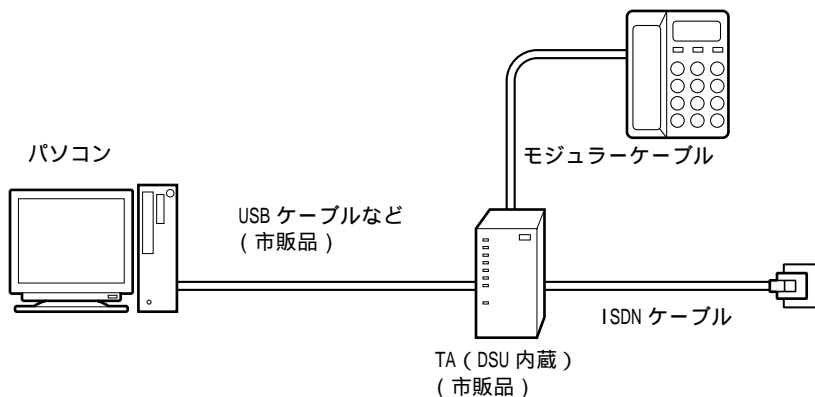 モジュラーケーブル
パソコン
USB ケーブルなど
（市販品）
ISDN ケーブル
TA（DSU 内蔵）
（市販品）